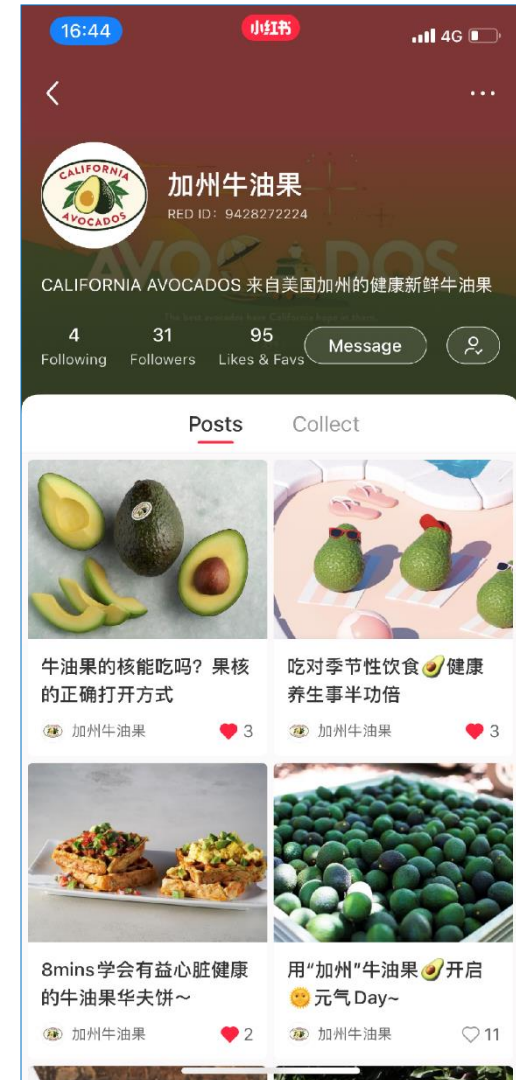 16:44
小红书
4G
CALIFORNIA
AVOCADOS
加州牛油果
RED ID: 9428272224
AVOCADOS
CALIFORNIA AVOCADOS 来自美国加州的健康新鲜牛油果
4
31
95
Following
Followers
Likes & Favs
Message
Posts
Collect
牛油果的核能吃吗？果核
的正确打开方式
加州牛油果
3
吃对季节性饮食🥑健康
养生事半功倍
加州牛油果
3
8mins学会有益心脏健康
的牛油果华夫饼～
加州牛油果
2
用“加州”牛油果🥑开启
🌞元气Day~
加州牛油果
11